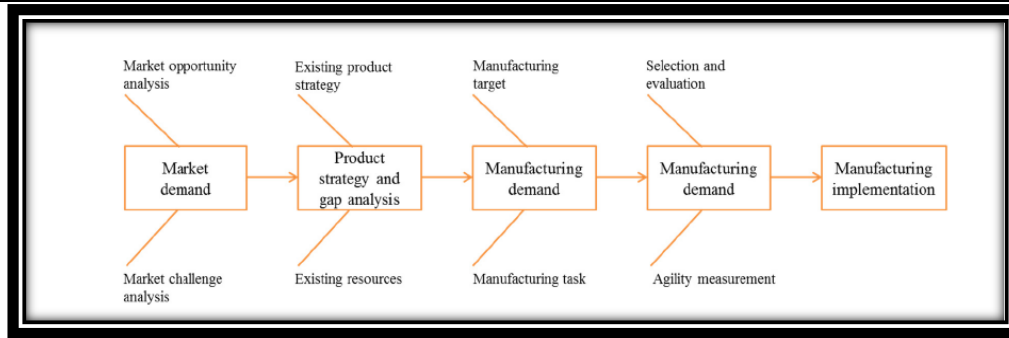 Market opportunity
analysis
Existing product
strategy
Manufacturing
target
Selection and
evaluation
Market
demand
Product
strategy and
gap analysis
Manufacturing
demand
Manufacturing
demand
Manufacturing
implementation
Market challenge
analysis
Existing resources
Manufacturing task
Agility measurement